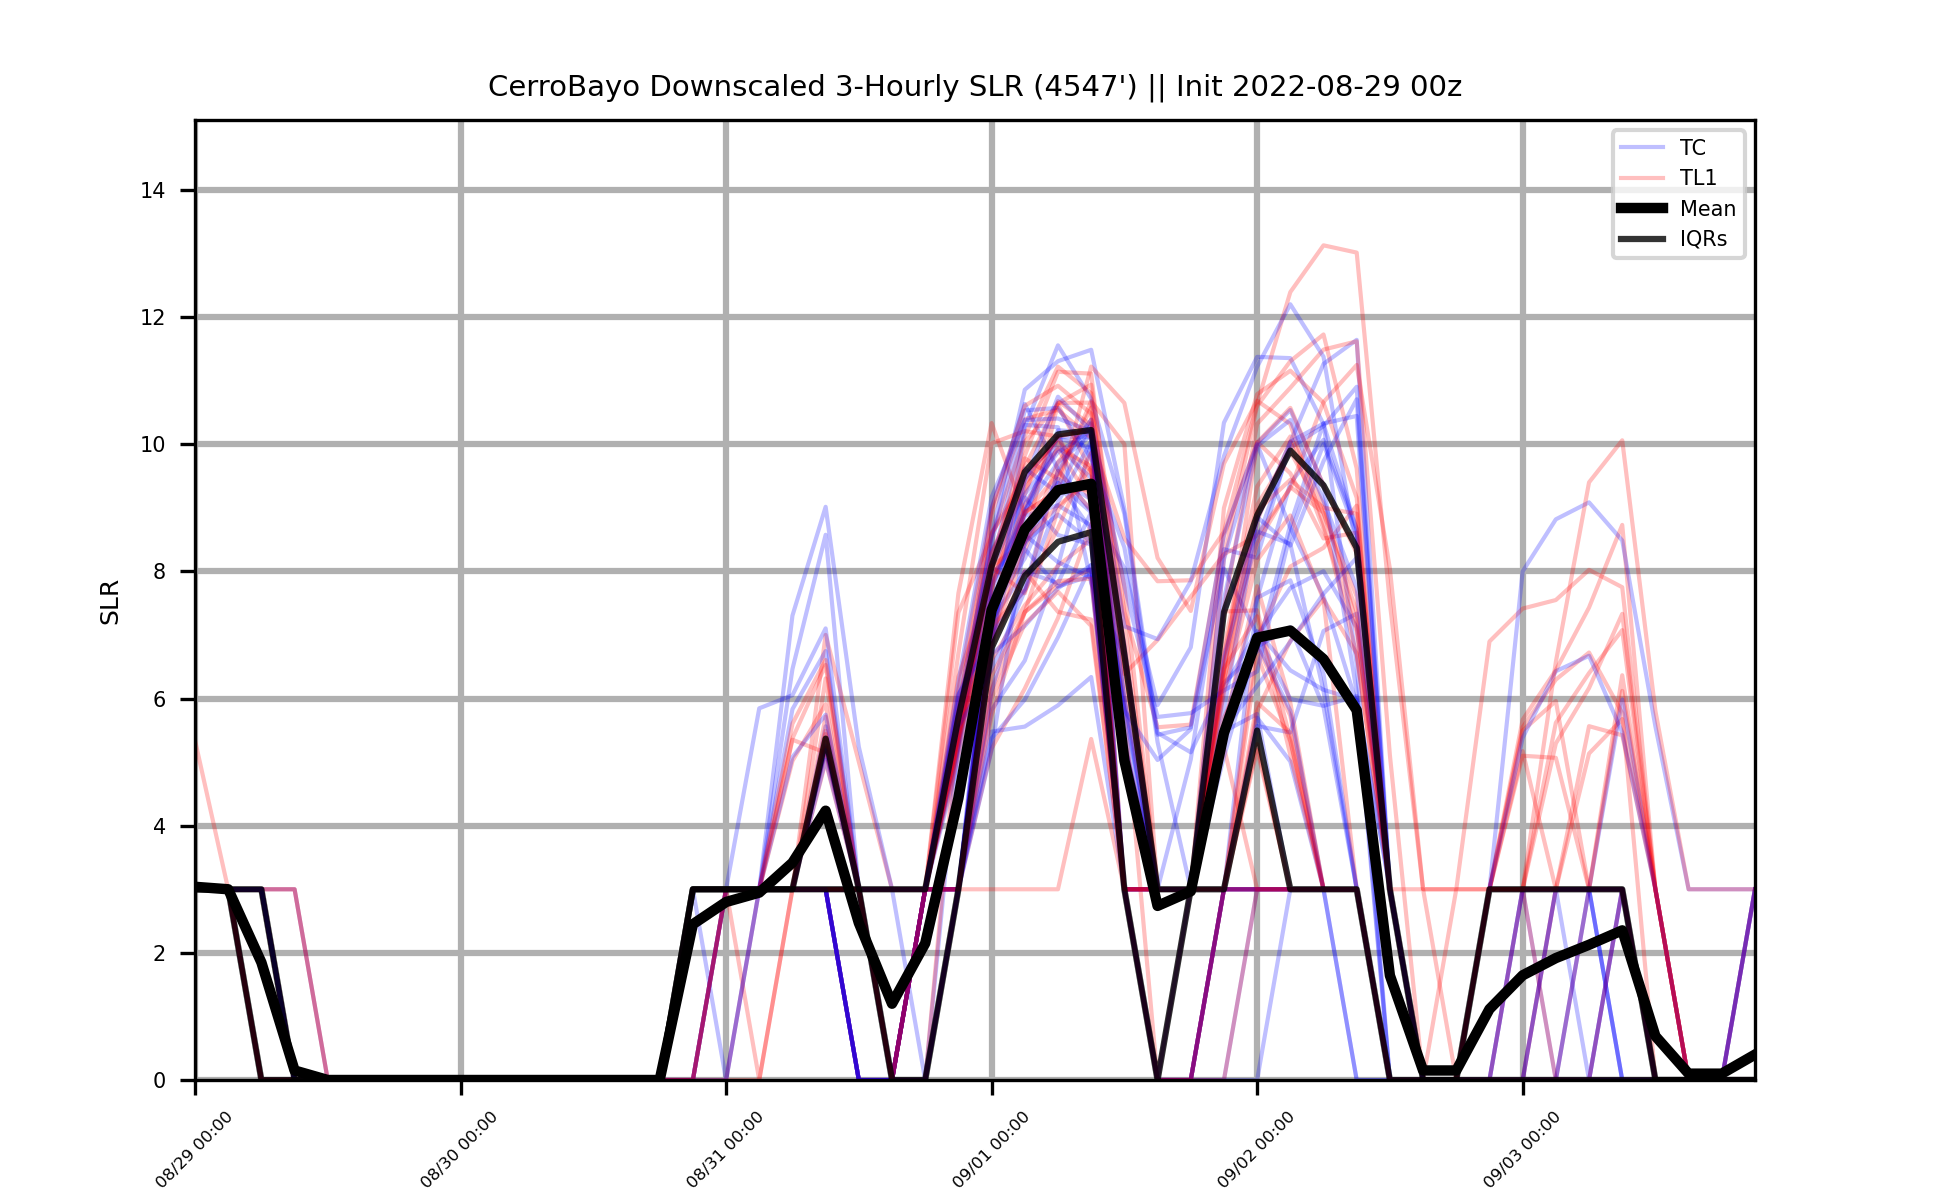 CerroBayo Downscaled 3-Hourly SLR (4547') || Init 2022-08-29 00z
TC
TL1
Mean
IQRs
SLR
14
12
10
8
6
4
2
0
08/29 00:00
08/30 00:00
08/31 00:00
09/01 00:00
09/02 00:00
09/03 00:00